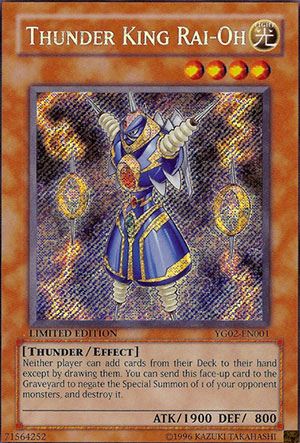 THUNDER KING RAI-OH
LIGHT
光
LIMITED EDITION
YG02-EN001
[THUNDER / EFFECT]
Neither player can add cards from their Deck to their hand
except by drawing them. You can send this face-up card to the
Graveyard to negate the Special Summon of 1 of your opponent
monsters, and destroy it.
ATK/1900 DEF/ 800
71564252
©1996 KAZUKI TAKAHASHI